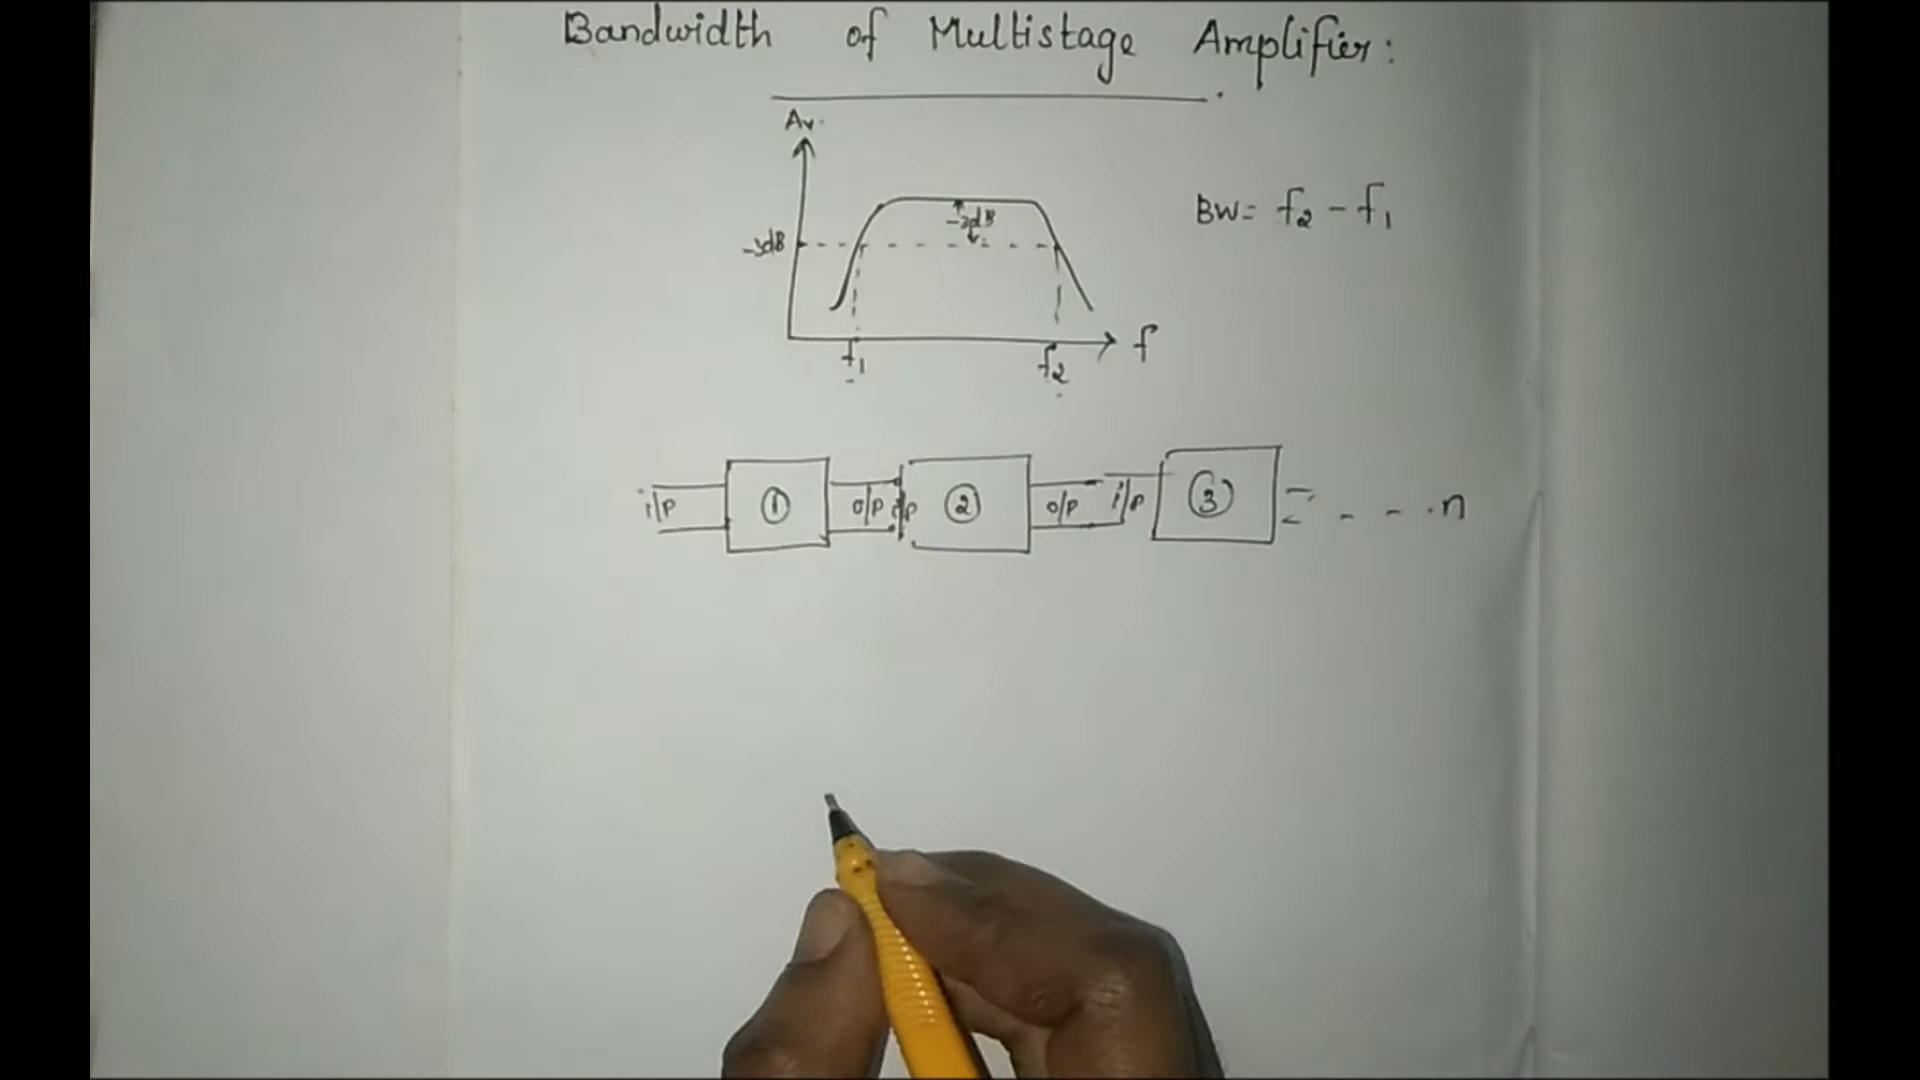 Bandwidth of Multistage Amplifier:
Av
-3dB
BW = f2 - f1
-3dB
f
f1 f2
i/p 1 o/p i/p 2 o/p i/p 3 = - - - . n